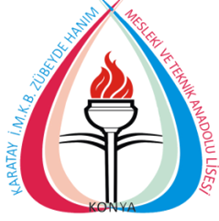 KARATAY İ.M.K.B. ZÜBEYDE HANIM
MESLEKİ VE TEKNİK ANADOLU LİSESİ
KONYA